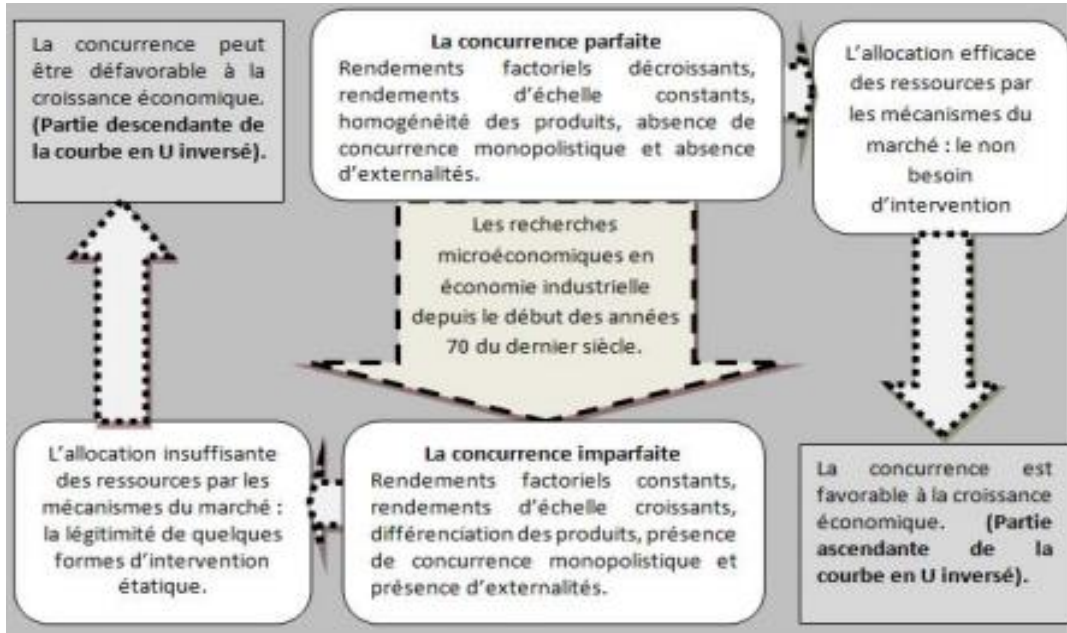 La concurrence peut
être défavorable à la
croissance économique.
(Partie descendante de
la courbe en U inversé).
La concurrence parfaite
Rendements factoriels décroissants,
rendements d'échelle constants,
homogénéité des produits, absence de
concurrence monopolistique et absence
d'externalités.
L'allocation efficace
des ressources par
les mécanismes du
marché : le non
besoin
d'intervention
Les recherches
microéconomiques en
économie industrielle
depuis le début des années
70 du dernier siècle.
L'allocation insuffisante
des ressources par les
mécanismes du marché :
la légitimité de quelques
formes d'intervention
étatique.
La concurrence imparfaite
Rendements factoriels constants,
rendements d'échelle croissants,
différenciation des produits, présence
de concurrence monopolistique et
présence d'externalités.
La concurrence est
favorable à la croissance
économique. (Partie
ascendante de la
courbe en U inversé).